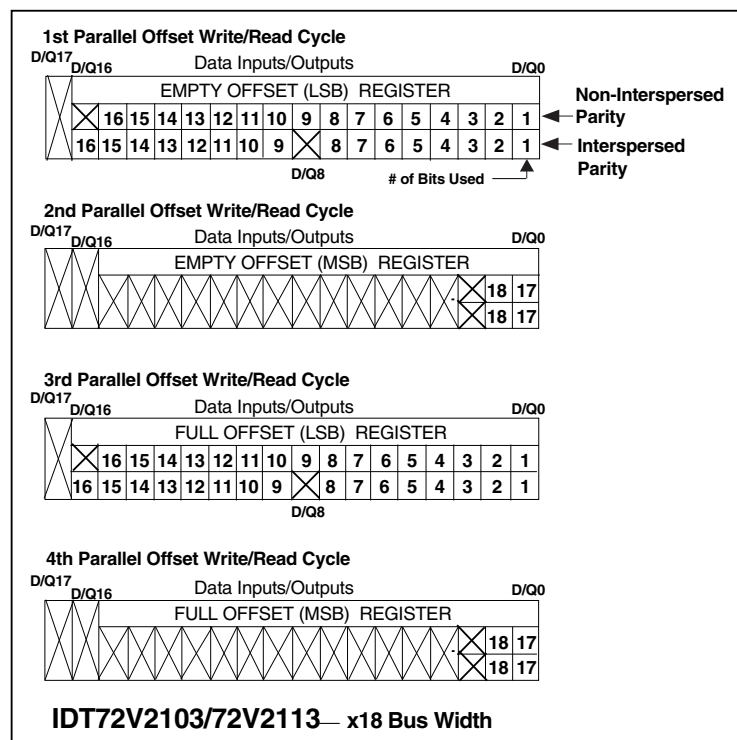 1st Parallel Offset Write/Read Cycle
D/Q17 D/Q16 Data Inputs/Outputs D/Q0
EMPTY OFFSET (LSB) REGISTER
16 15 14 13 12 11 10 9 8 7 6 5 4 3 2 1 Non-Interspersed Parity
16 15 14 13 12 11 10 9 8 7 6 5 4 3 2 1 Interspersed Parity
D/Q8
# of Bits Used
2nd Parallel Offset Write/Read Cycle
D/Q17 D/Q16 Data Inputs/Outputs D/Q0
EMPTY OFFSET (MSB) REGISTER
18 17
18 17
3rd Parallel Offset Write/Read Cycle
D/Q17 D/Q16 Data Inputs/Outputs D/Q0
FULL OFFSET (LSB) REGISTER
16 15 14 13 12 11 10 9 8 7 6 5 4 3 2 1
16 15 14 13 12 11 10 9 8 7 6 5 4 3 2 1
D/Q8
4th Parallel Offset Write/Read Cycle
D/Q17 D/Q16 Data Inputs/Outputs D/Q0
FULL OFFSET (MSB) REGISTER
18 17
18 17
IDT72V2103/72V2113— x18 Bus Width